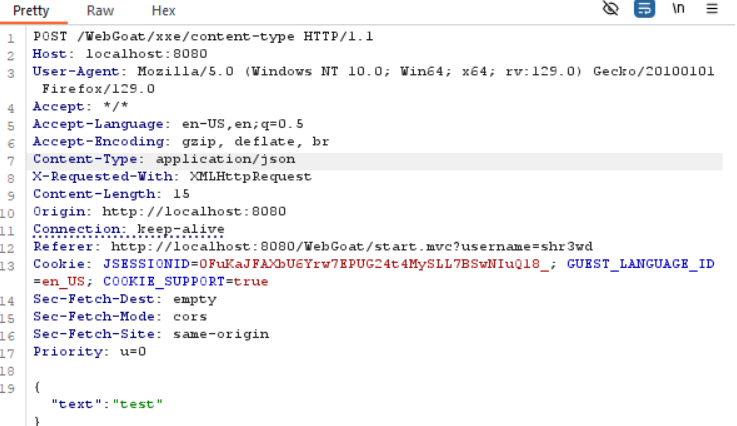 Pretty Raw Hex \n
1 POST /WebGoat/xxe/content-type HTTP/1.1
2 Host: localhost:8080
3 User-Agent: Mozilla/5.0 (Windows NT 10.0; Win64; x64; rv:129.0) Gecko/20100101
Firefox/129.0
4 Accept: */*
5 Accept-Language: en-US,en;q=0.5
6 Accept-Encoding: gzip, deflate, br
7 Content-Type: application/json
8 X-Requested-With: XMLHttpRequest
9 Content-Length: 15
10 Origin: http://localhost:8080
11 Connection: keep-alive
12 Referer: http://localhost:8080/WebGoat/start.mvc?username=shr3wd
13 Cookie: JSESSIONID=0FuKaJFAXbU6Yrw7EPUG24t4MySLL7BSwNIuQ18_; GUEST_LANGUAGE_ID
=en_US; COOKIE_SUPPORT=true
14 Sec-Fetch-Dest: empty
15 Sec-Fetch-Mode: cors
16 Sec-Fetch-Site: same-origin
17 Priority: u=0
18
19 {
"text":"test"
}